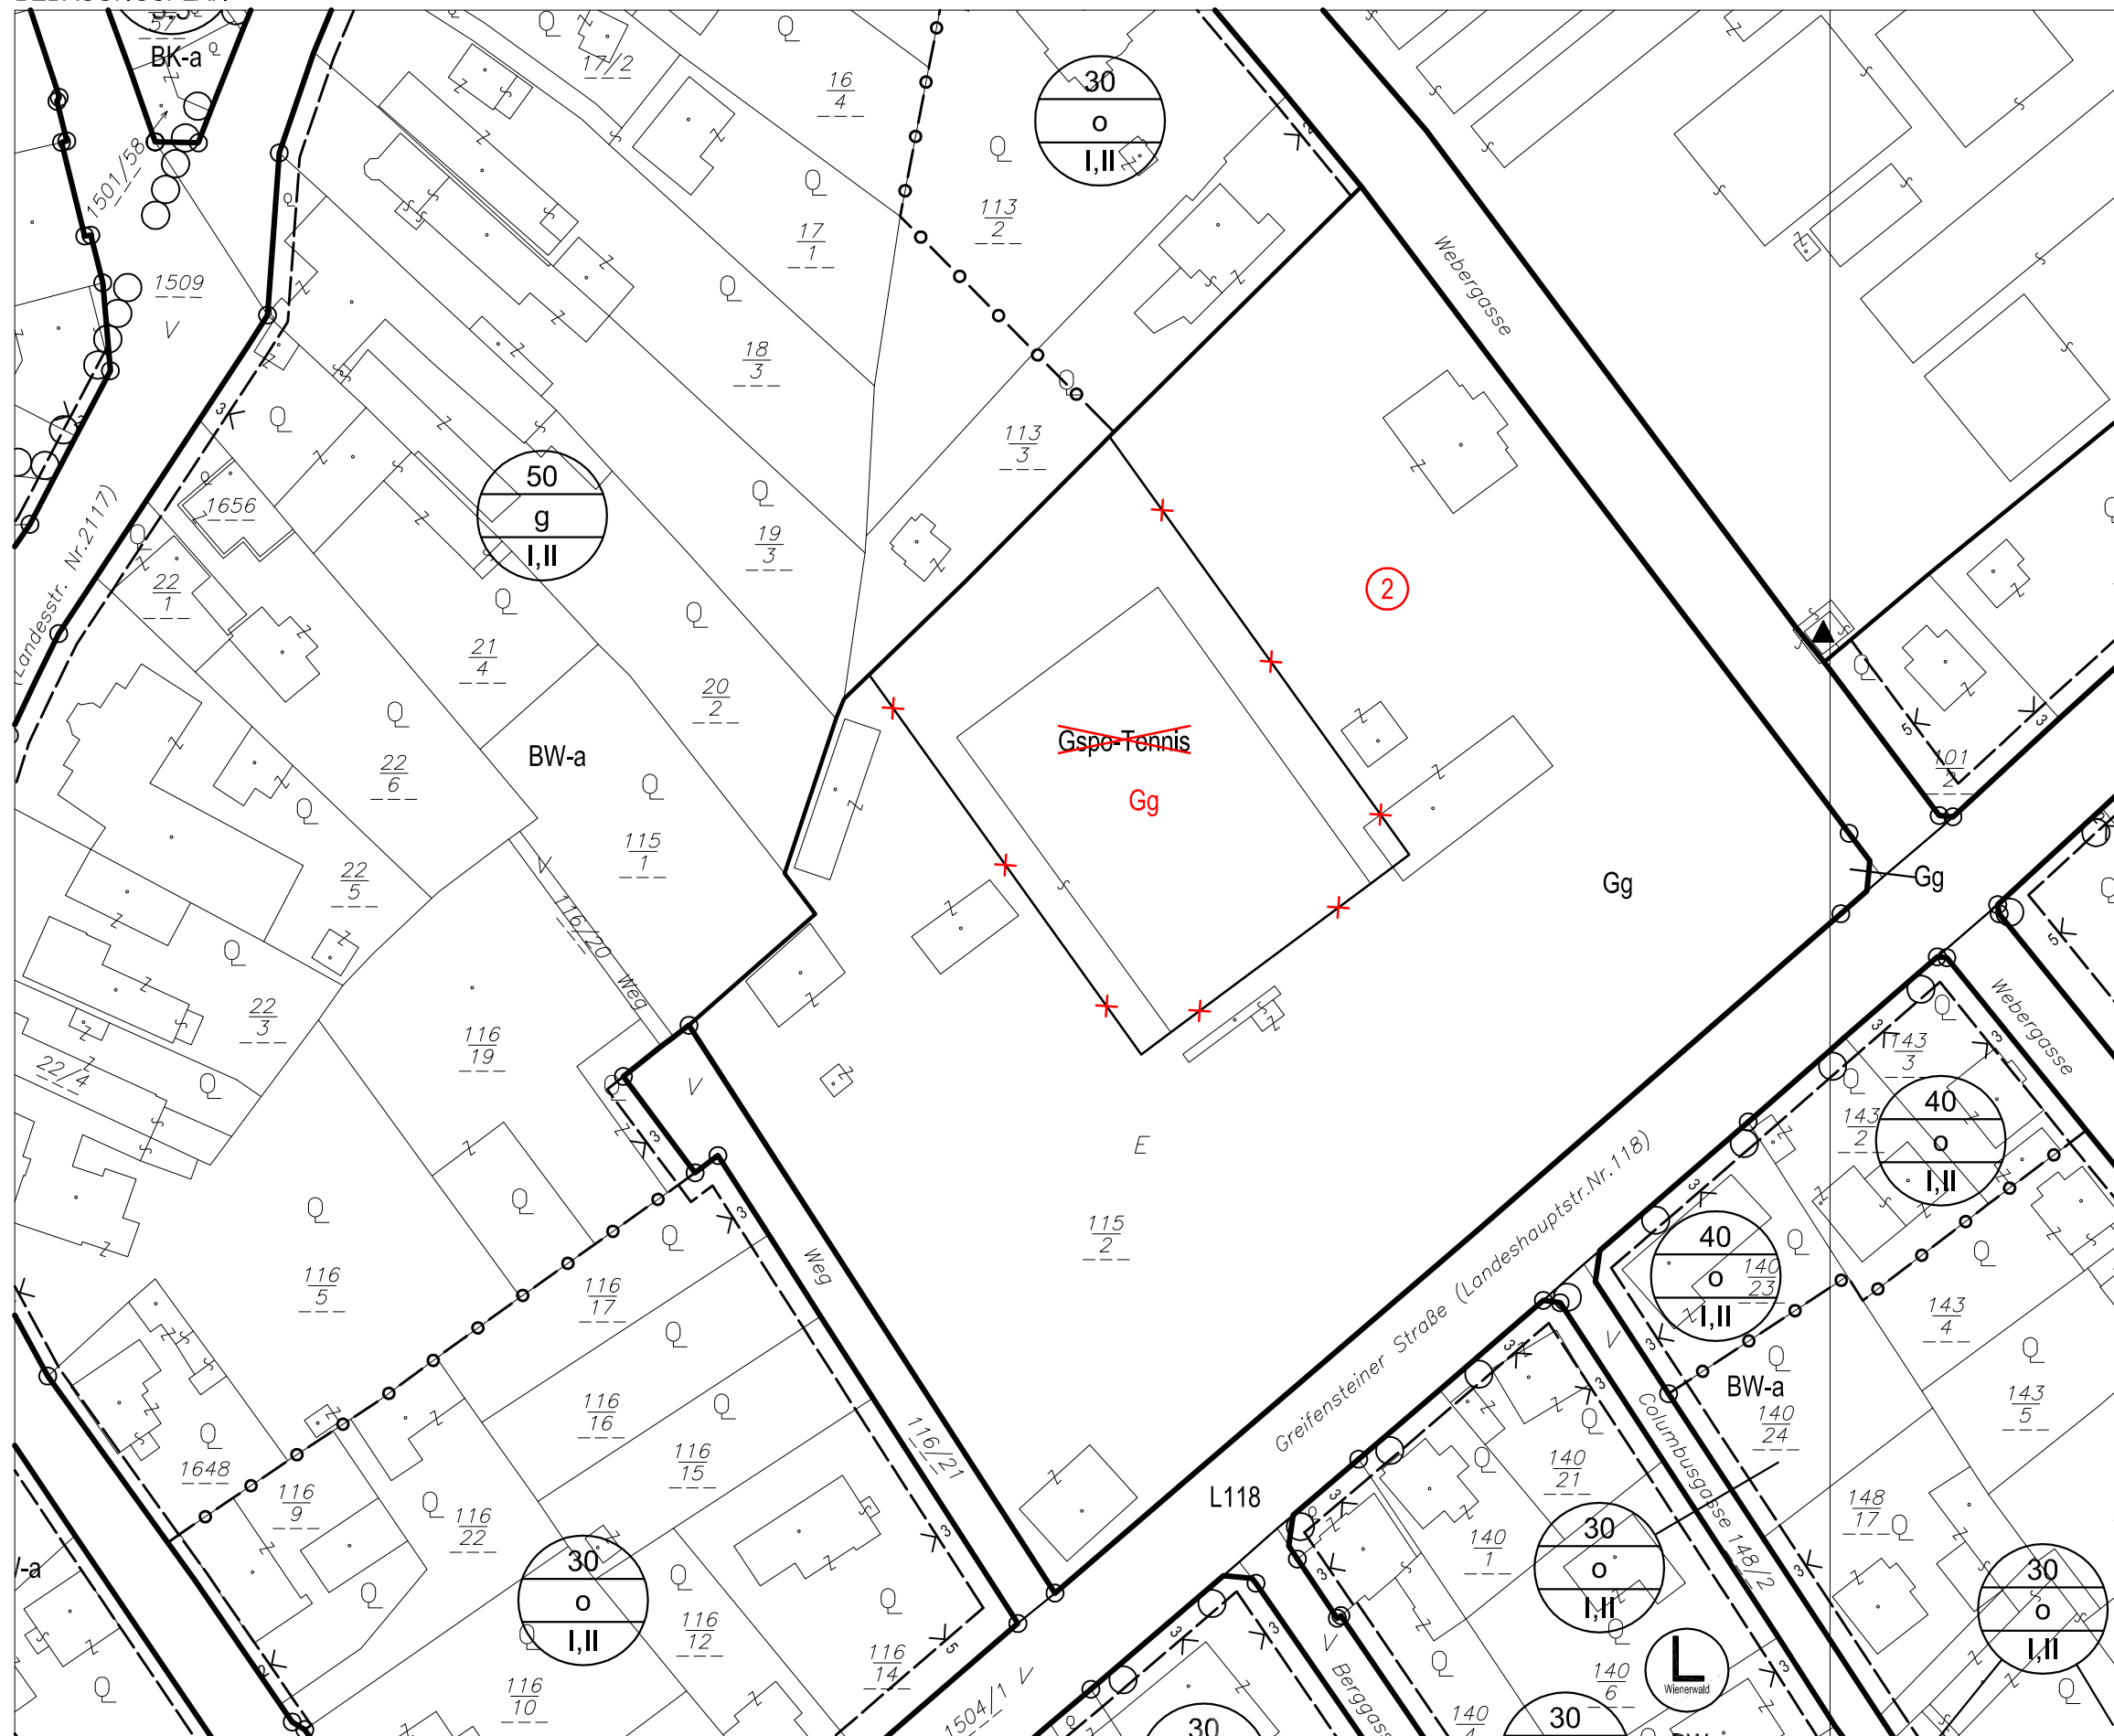 BK-a
1501/58
1509
V
17/2
16
4
30
o
I,II
113
2
17
1
18
3
113
3
19
3
50
g
I,II
1656
22
1
(Landesstr. Nr.2117)
21
4
20
2
BW-a
22
6
115
1
22
5
22
3
22/4
116
19
V
116/20 Weg
Webergasse
2
Gspo-Tennis
Gg
Gg
Gg
101
2
E
115
2
V
Weg
116/21
116
5
116
17
116
16
116
15
1648
116
9
116
22
30
o
I,II
116
12
116
14
116
10
1504/1
V
L118
Greifensteiner Straße (Landeshauptstr.Nr.118)
Webergasse
143
3
143
2
40
o
I,II
40
o
I,II
140
23
143
4
143
5
BW-a
140
24
V
Columbusgasse 148/2
140
21
140
1
148
17
30
o
I,II
30
o
I,II
L
Wienerwald
140
6
V
30
30